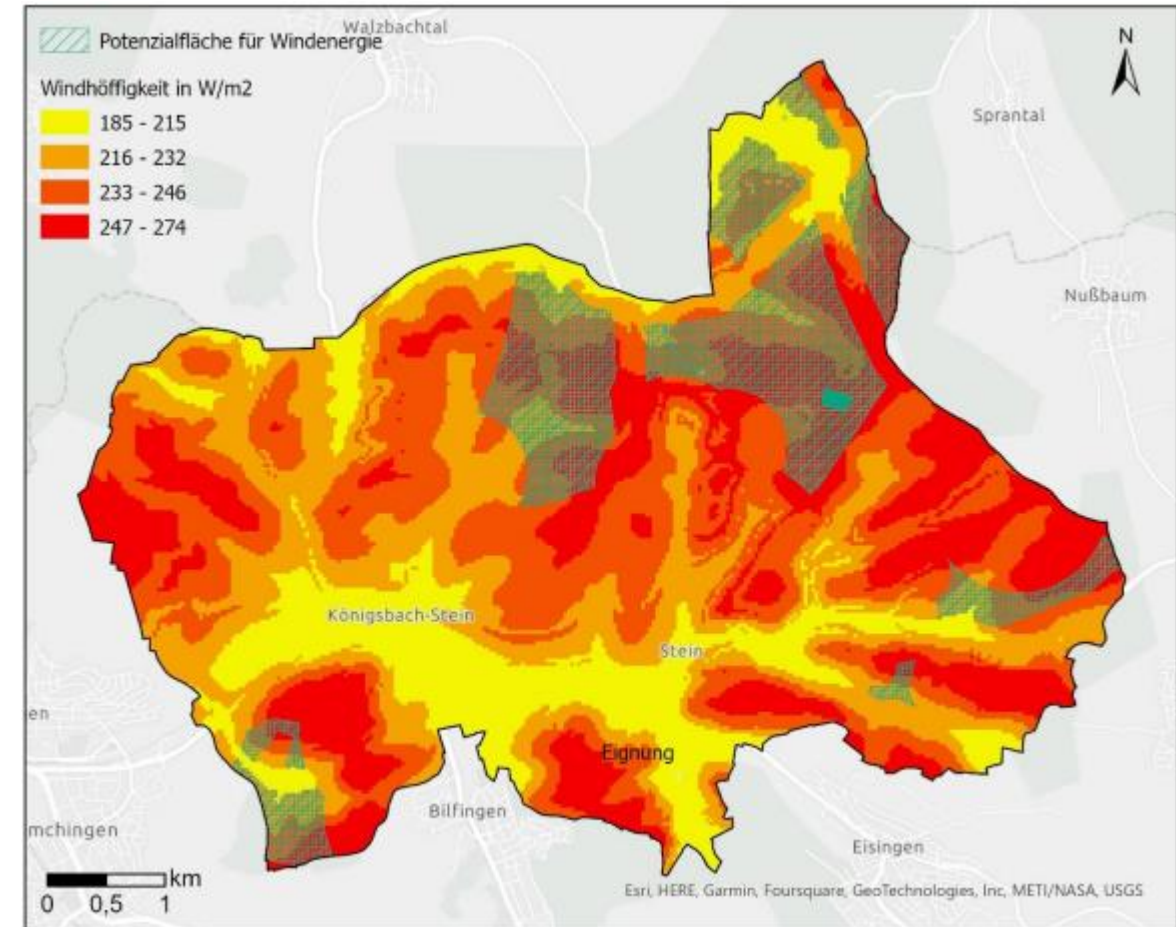 Walzbachtal
Potenzialfläche für Windenergie
N
Windhöffigkeit in W/m2
185 - 215
216 - 232
233 - 246
247 - 274
Sprantal
Nußbaum
Königsbach-Stein
Stein
en
Eignung
Bilfingen
mchingen
Eisingen
km
0 0,5 1
Esri, HERE, Garmin, Foursquare, GeoTechnologies, Inc, METI/NASA, USGS